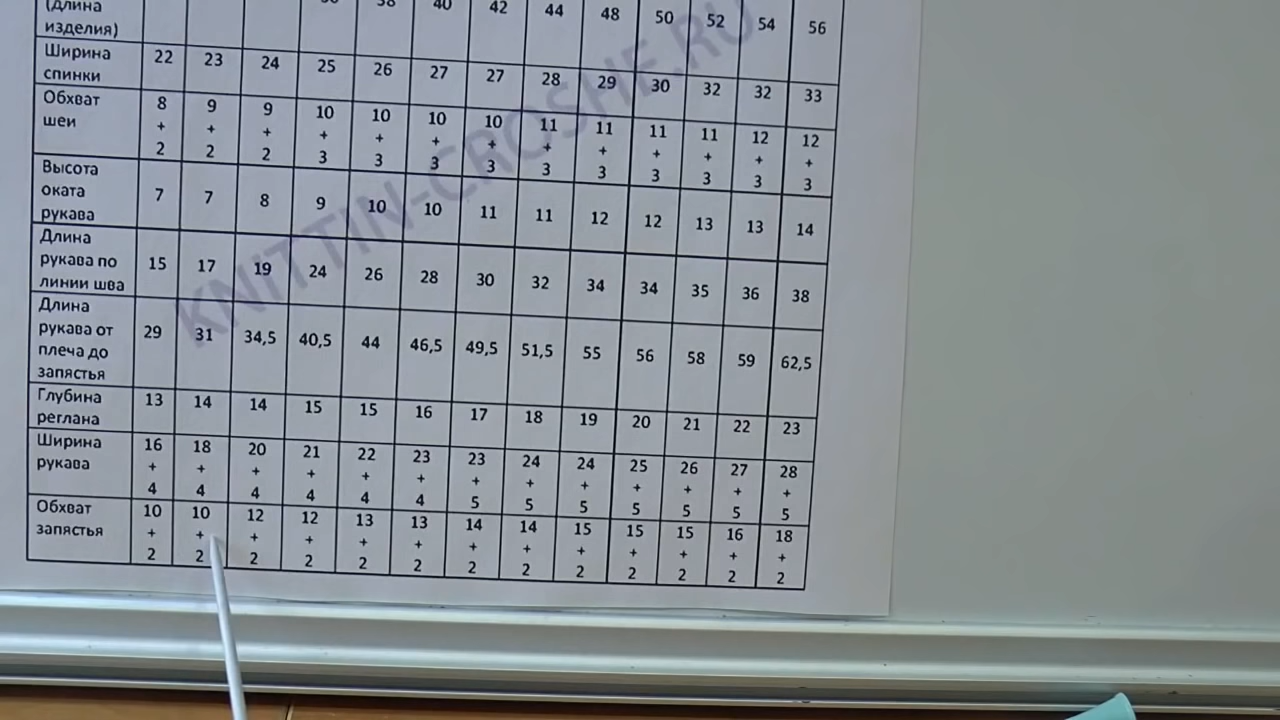 (Длина
изделия) 38 40 42 44 48 50 52 54 56
Ширина
спинки 22 23 24 25 26 27 27 28 29 30 32 32 33
Обхват
шеи 8 + 2 9 + 2 9 + 2 10 + 3 10 + 3 10 + 3 10 + 3 11 + 3 11 + 3 11 + 3 11 + 3 12 + 3 12 + 3
Высота
оката
рукава 7 7 8 9 10 10 11 11 12 12 13 13 14
Длина
рукава по
линии шва 15 17 19 24 26 28 30 32 34 34 35 36 38
Длина
рукава от
плеча до
запястья 29 31 34,5 40,5 44 46,5 49,5 51,5 55 56 58 59 62,5
Глубина
реглана 13 14 14 15 15 16 17 18 19 20 21 22 23
Ширина
рукава 16 + 4 18 + 4 20 + 4 21 + 4 22 + 4 23 + 4 23 + 5 24 + 5 24 + 5 25 + 5 26 + 5 27 + 5 28 + 5
Обхват
запястья 10 + 2 10 + 2 12 + 2 12 + 2 13 + 2 13 + 2 14 + 2 14 + 2 15 + 2 15 + 2 15 + 2 16 + 2 18 + 2
KNITTIN-CROSHE.RU